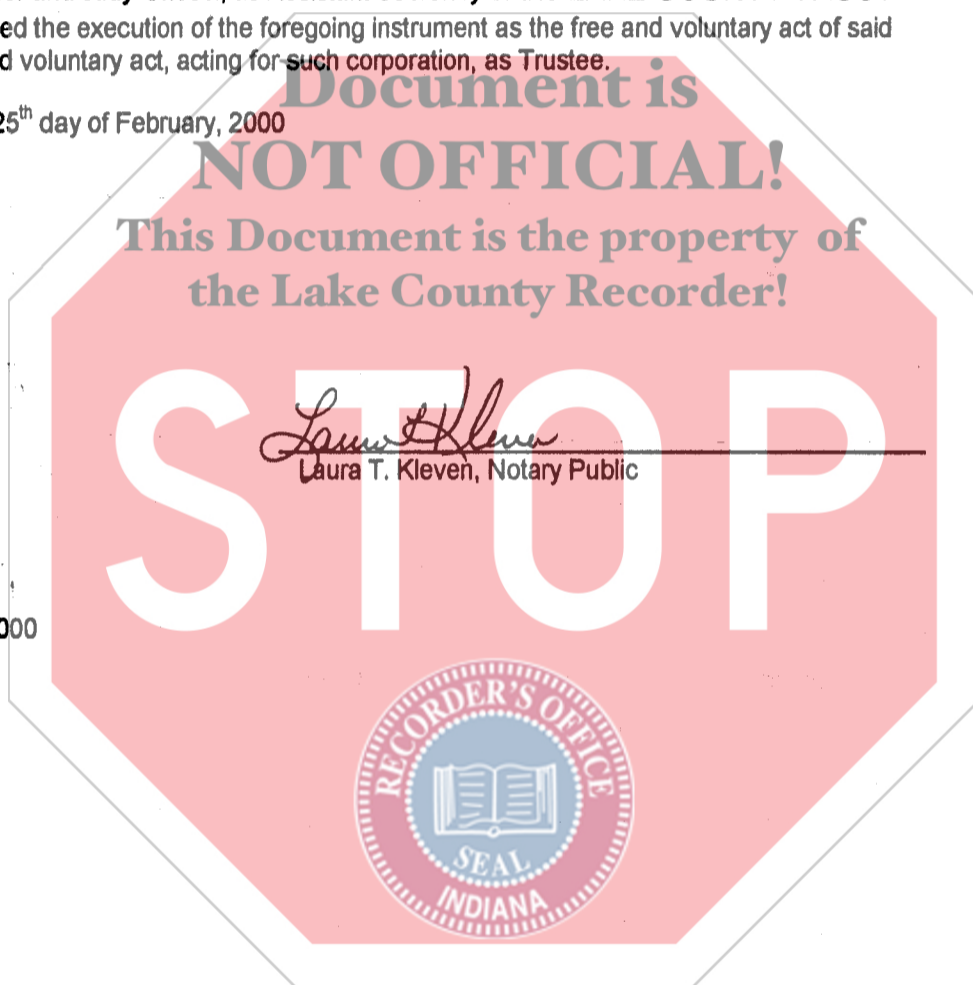 ed the execution of the foregoing instrument as the free and voluntary act of said
d voluntary act, acting for such corporation, as Trustee.
25th day of February, 2000
Document is
NOT OFFICIAL!
This Document is the property of
the Lake County Recorder!
Laura T. Kleven
Laura T. Kleven, Notary Public
STOP
000
RECORDER'S OFFICE
SEAL
INDIANA